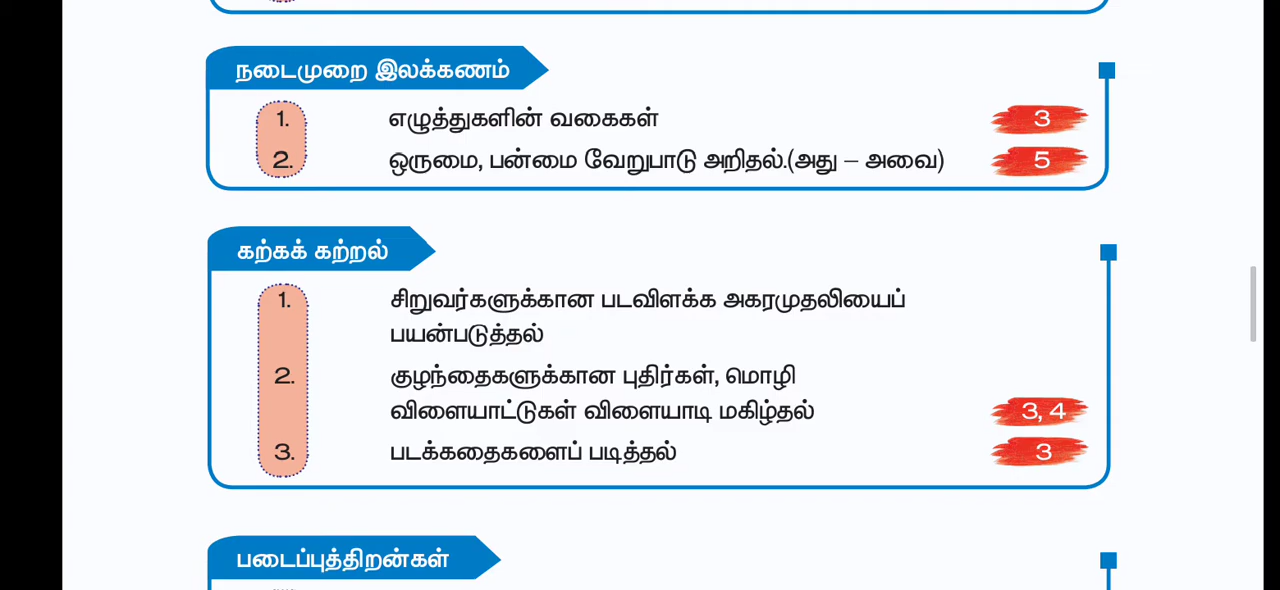 நடைமுறை இலக்கணம்
1. எழுத்துகளின் வகைகள் 3
2. ஒருமை, பன்மை வேறுபாடு அறிதல்.(அது – அவை) 5
கற்கக் கற்றல்
1. சிறுவர்களுக்கான படவிளக்க அகரமுதலியைப்
பயன்படுத்தல்
2. குழந்தைகளுக்கான புதிர்கள், மொழி
விளையாட்டுகள் விளையாடி மகிழ்தல் 3, 4
3. படக்கதைகளைப் படித்தல் 3
படைப்புத்திறன்கள்